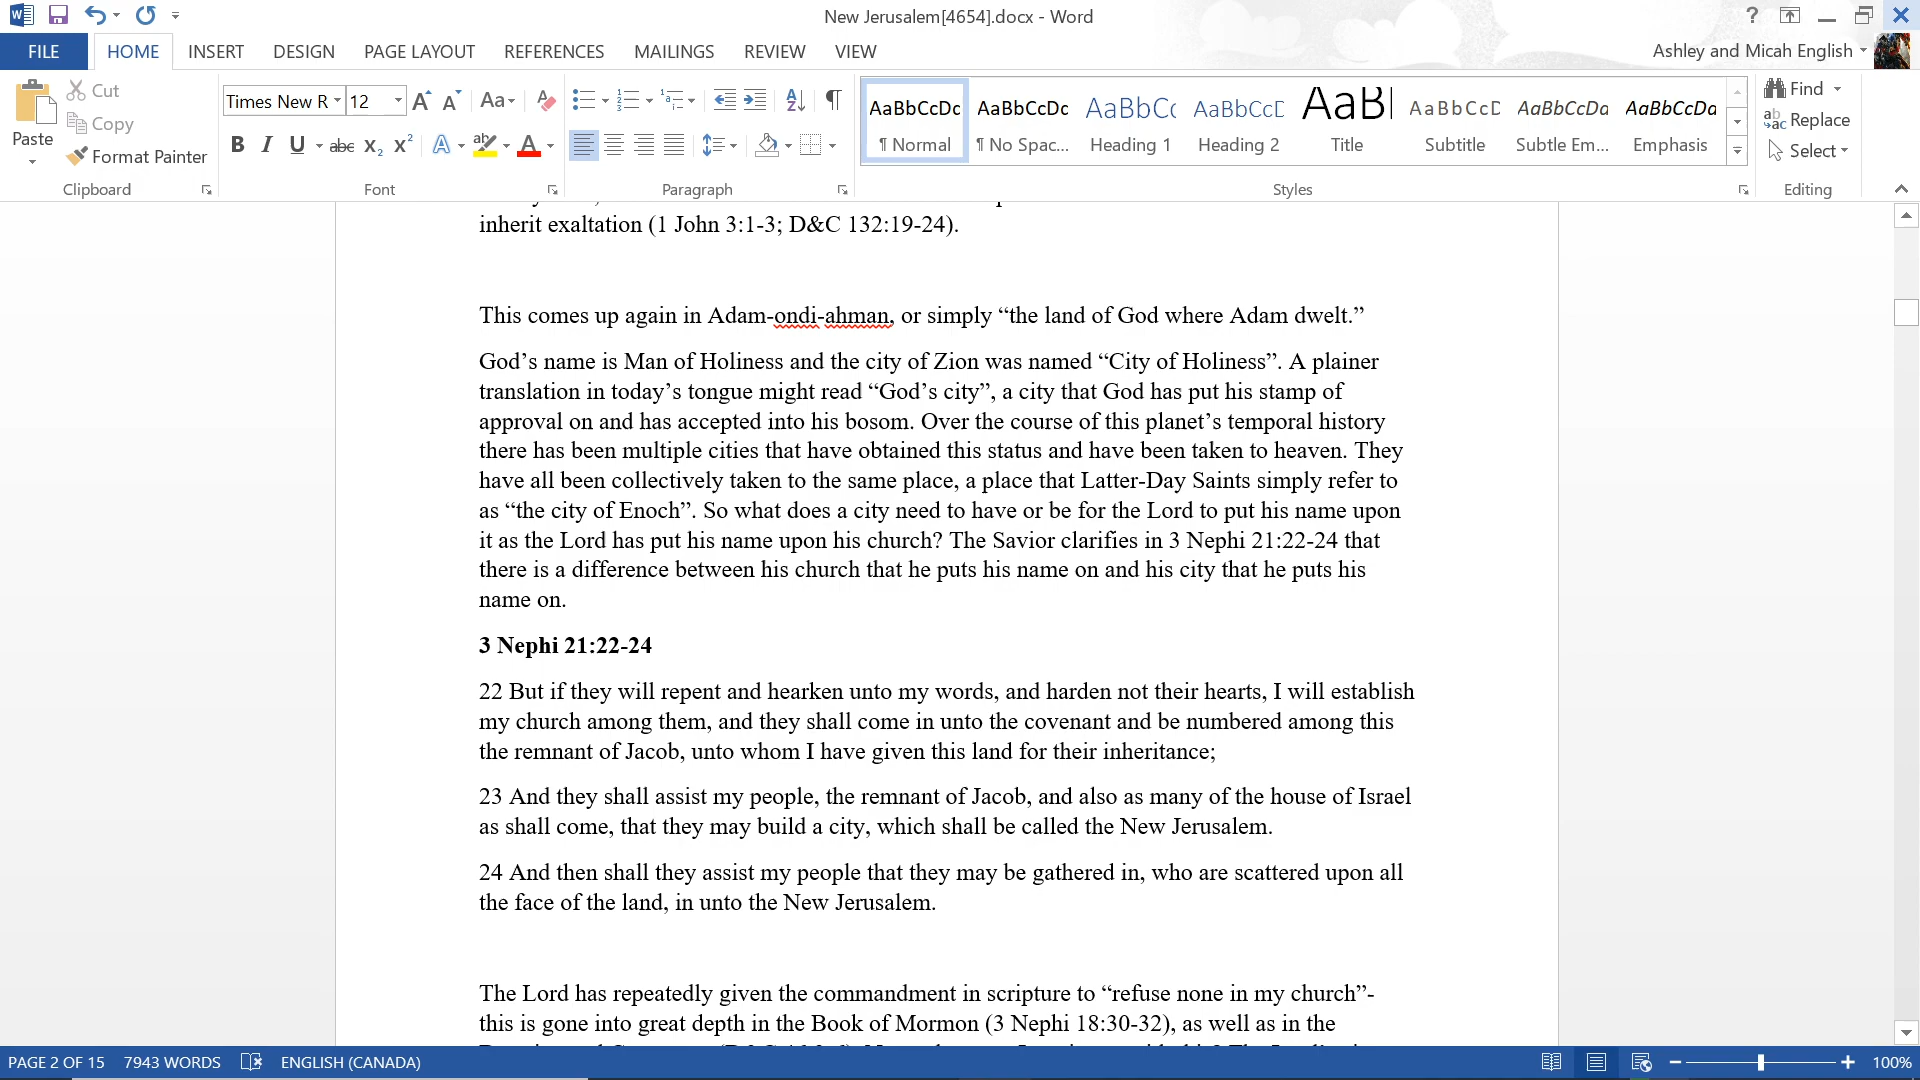 New Jerusalem[4654].docx - Word
?
FILE HOME INSERT DESIGN PAGE LAYOUT REFERENCES MAILINGS REVIEW VIEW
Ashley and Micah English
Paste
Cut
Copy
Format Painter
Clipboard
Times New R 12
Font
Paragraph
AaBbCcDc AaBbCcDc AaBbCc AaBbCcD AaBl AaBbCcD AaBbCcDa AaBbCcDa
¶ Normal ¶ No Spac... Heading 1 Heading 2 Title Subtitle Subtle Em... Emphasis
Styles
Find
Replace
Select
Editing
inherit exaltation (1 John 3:1-3; D&C 132:19-24).
This comes up again in Adam-ondi-ahman, or simply “the land of God where Adam dwelt.”
God’s name is Man of Holiness and the city of Zion was named “City of Holiness”. A plainer
translation in today’s tongue might read “God’s city”, a city that God has put his stamp of
approval on and has accepted into his bosom. Over the course of this planet’s temporal history
there has been multiple cities that have obtained this status and have been taken to heaven. They
have all been collectively taken to the same place, a place that Latter-Day Saints simply refer to
as “the city of Enoch”. So what does a city need to have or be for the Lord to put his name upon
it as the Lord has put his name upon his church? The Savior clarifies in 3 Nephi 21:22-24 that
there is a difference between his church that he puts his name on and his city that he puts his
name on.
3 Nephi 21:22-24
22 But if they will repent and hearken unto my words, and harden not their hearts, I will establish
my church among them, and they shall come in unto the covenant and be numbered among this
the remnant of Jacob, unto whom I have given this land for their inheritance;
23 And they shall assist my people, the remnant of Jacob, and also as many of the house of Israel
as shall come, that they may build a city, which shall be called the New Jerusalem.
24 And then shall they assist my people that they may be gathered in, who are scattered upon all
the face of the land, in unto the New Jerusalem.
The Lord has repeatedly given the commandment in scripture to “refuse none in my church”-
this is gone into great depth in the Book of Mormon (3 Nephi 18:30-32), as well as in the
PAGE 2 OF 15 7943 WORDS ENGLISH (CANADA)
100%